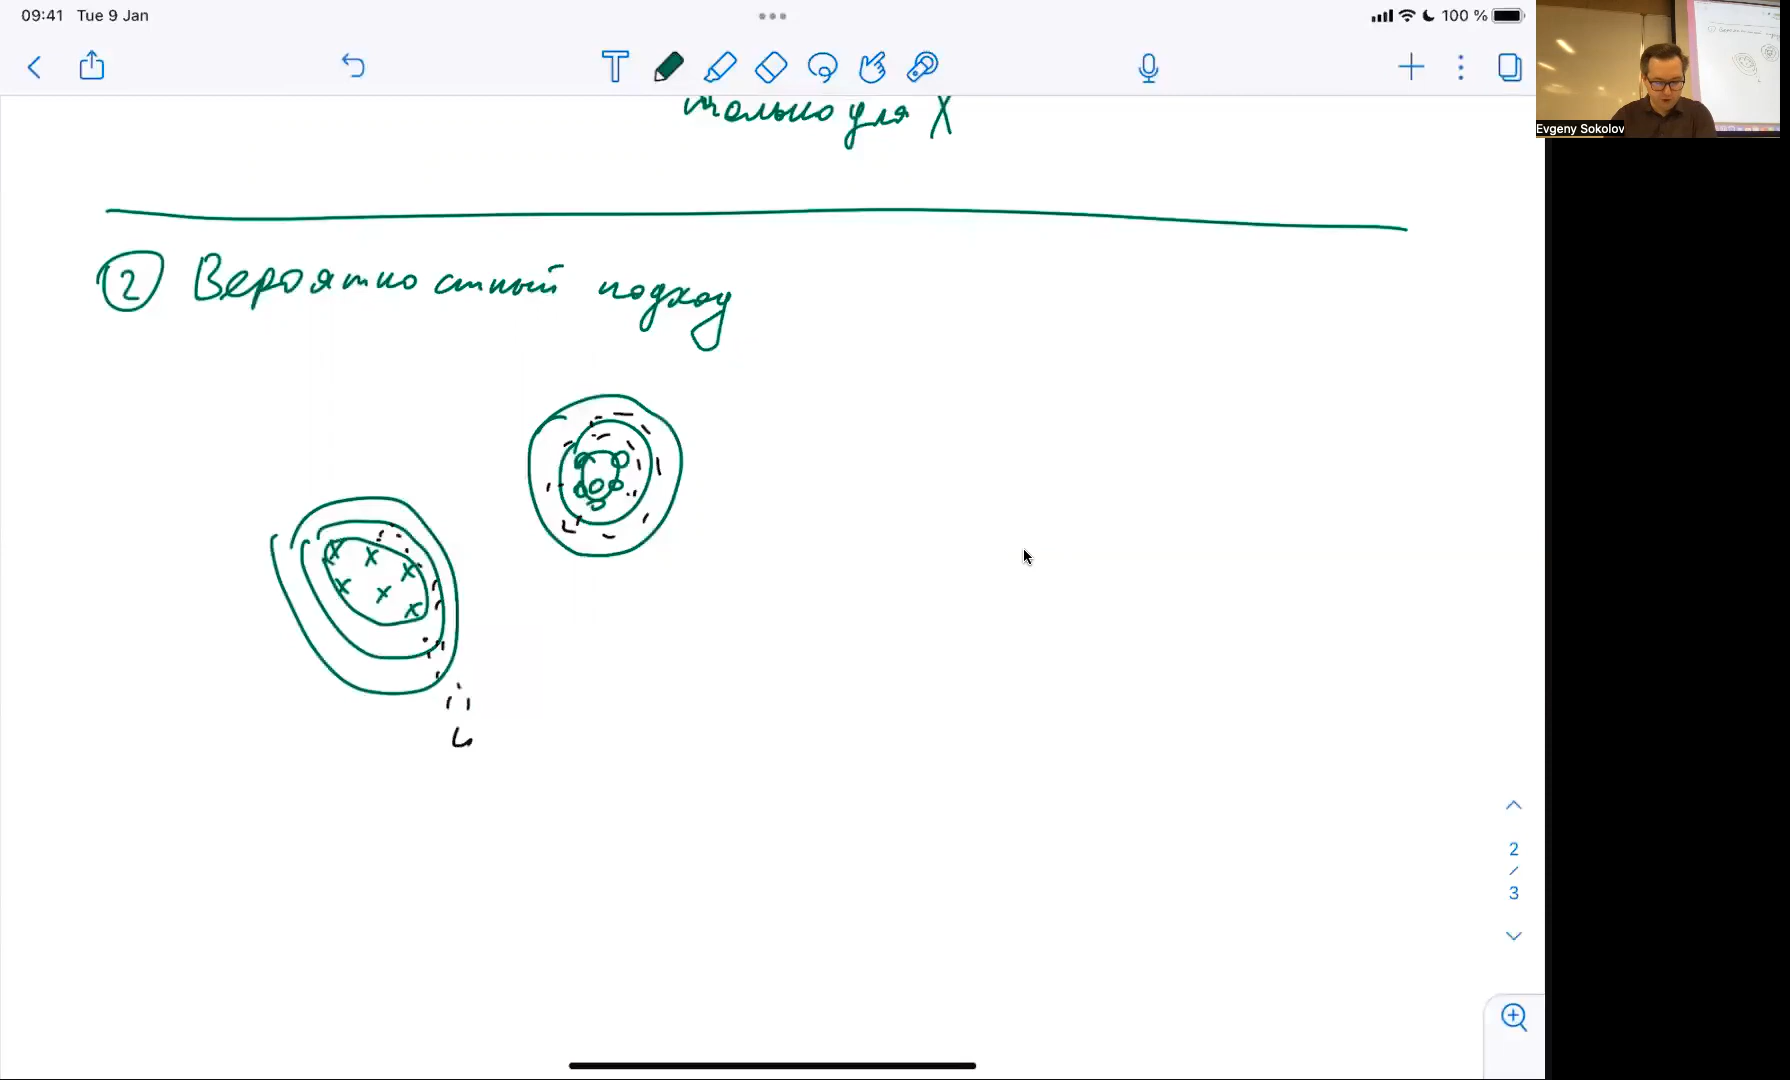 09:41 Tue 9 Jan
100 %
Evgeny Sokolov
только для X
2 Вероятностный подход
2
/
3